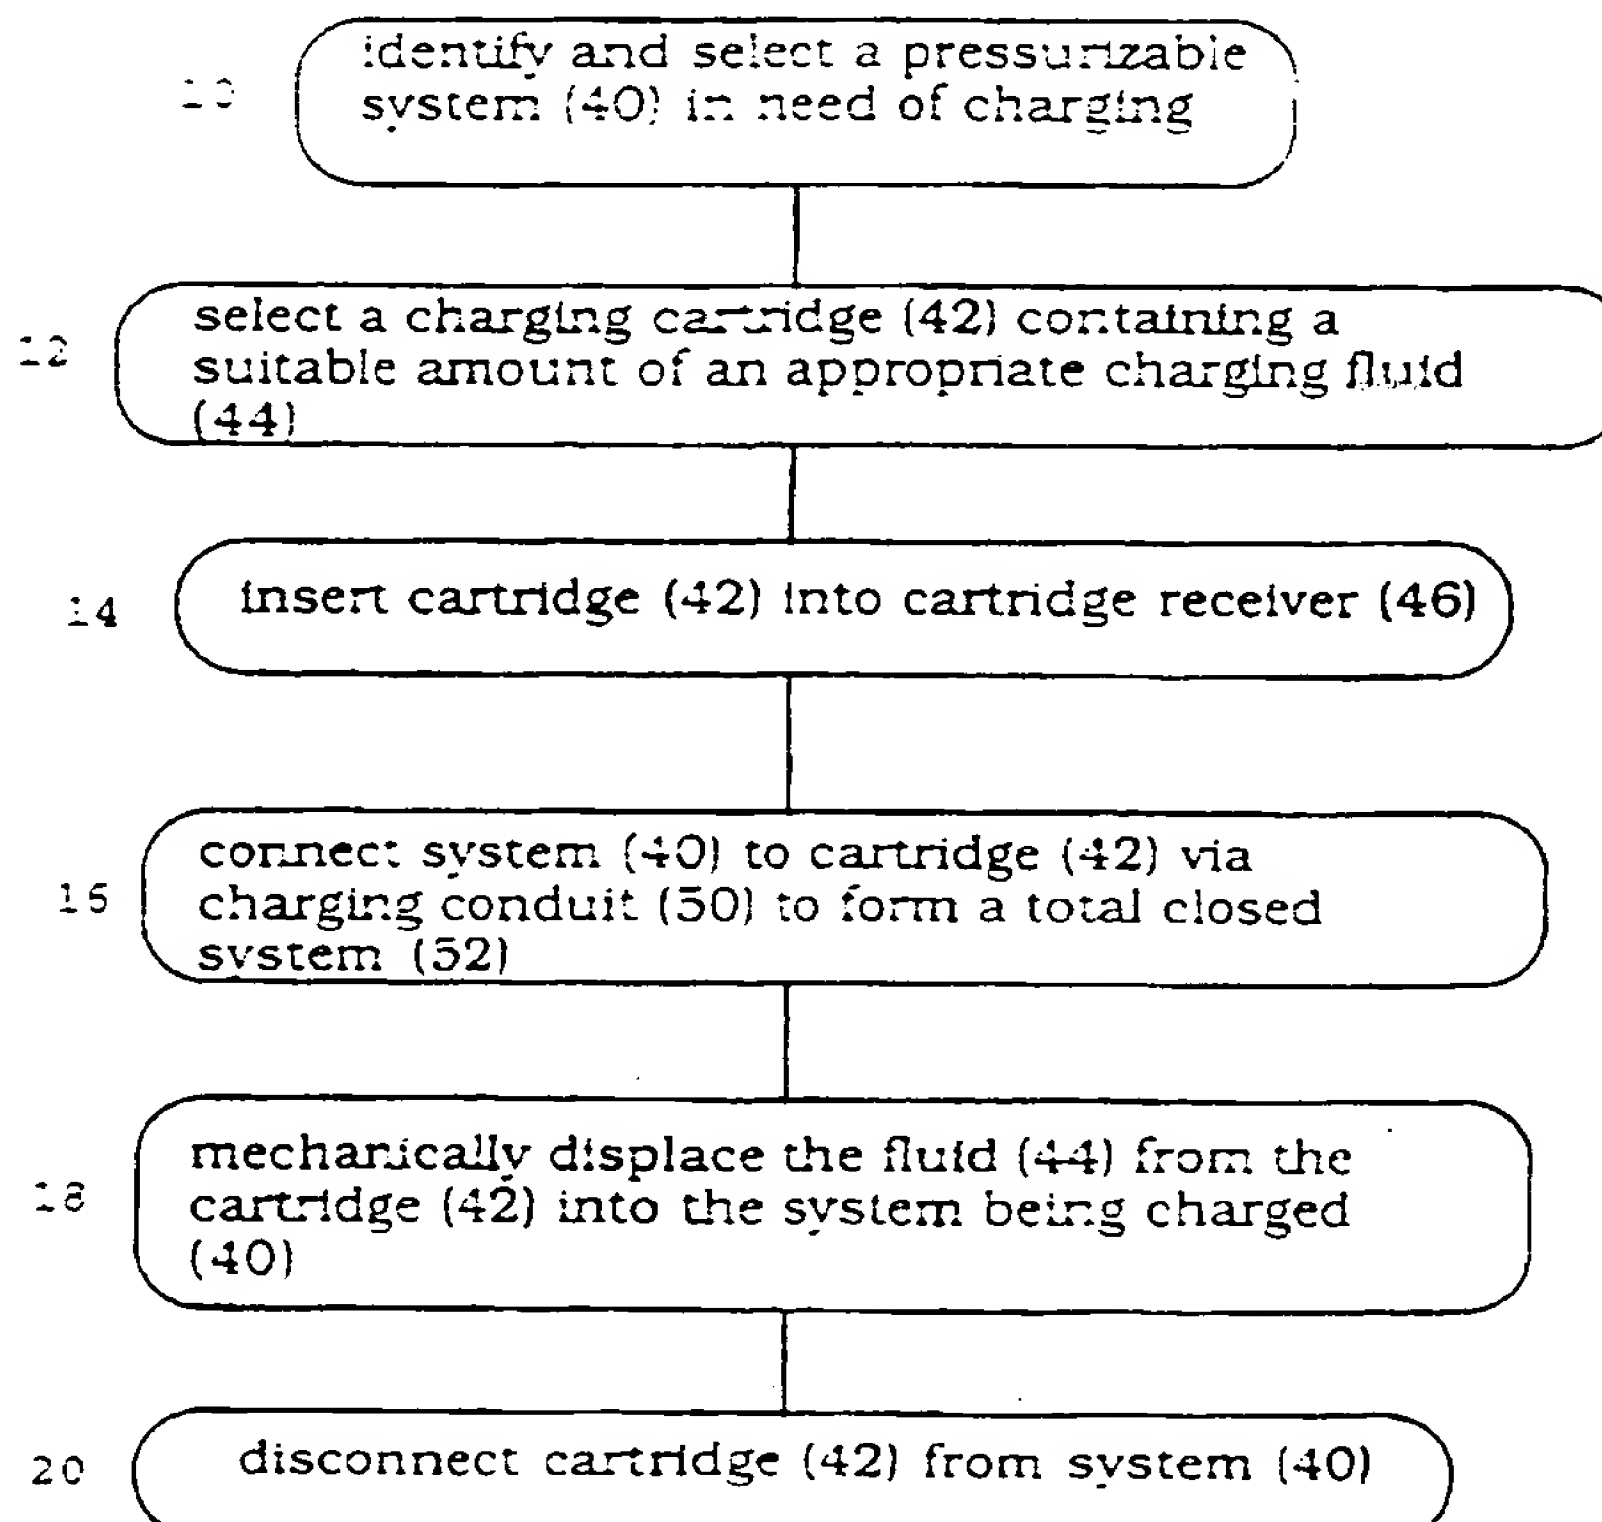 10
identify and select a pressurizable
system (40) in need of charging
12
select a charging cartridge (42) containing a
suitable amount of an appropriate charging fluid
(44)
14
insert cartridge (42) into cartridge receiver (46)
16
connect system (40) to cartridge (42) via
charging conduit (50) to form a total closed
system (52)
18
mechanically displace the fluid (44) from the
cartridge (42) into the system being charged
(40)
20
disconnect cartridge (42) from system (40)